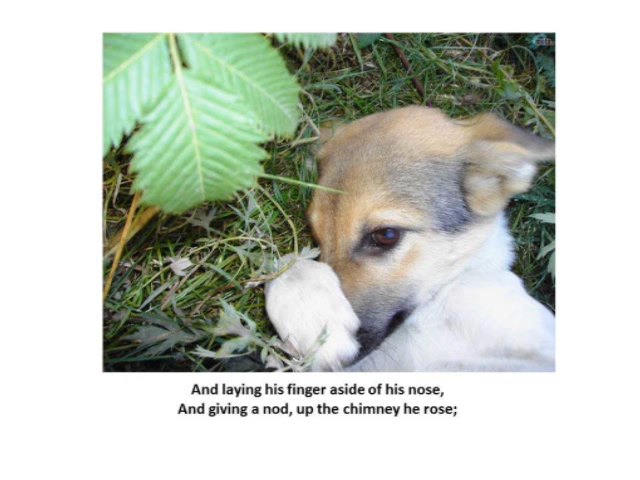 And laying his finger aside of his nose,
And giving a nod, up the chimney he rose;